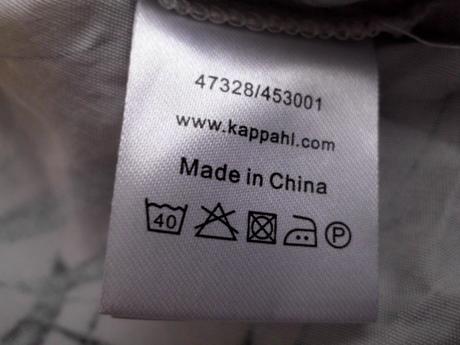 47328/453001
www.kappahl.com
Made in China
40 P